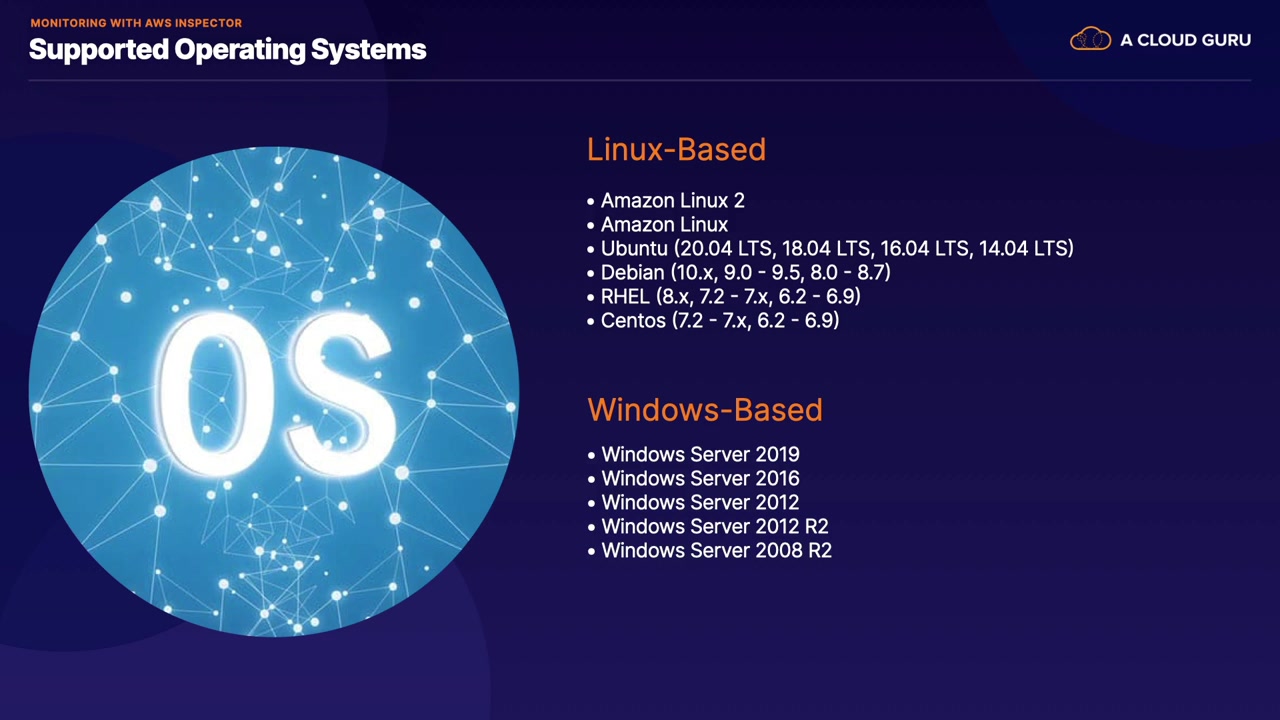 MONITORING WITH AWS INSPECTOR
Supported Operating Systems
A CLOUD GURU
OS
Linux-Based
• Amazon Linux 2
• Amazon Linux
• Ubuntu (20.04 LTS, 18.04 LTS, 16.04 LTS, 14.04 LTS)
• Debian (10.x, 9.0 - 9.5, 8.0 - 8.7)
• RHEL (8.x, 7.2 - 7.x, 6.2 - 6.9)
• Centos (7.2 - 7.x, 6.2 - 6.9)
Windows-Based
• Windows Server 2019
• Windows Server 2016
• Windows Server 2012
• Windows Server 2012 R2
• Windows Server 2008 R2